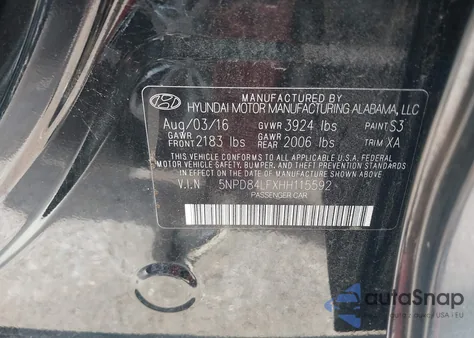 MANUFACTURED BY
HYUNDAI MOTOR MANUFACTURING ALABAMA, LLC
Aug/03/16 GVWR 3924 lbs PAINT S3
GAWR FRONT 2183 lbs GAWR REAR 2006 lbs TRIM XA
THIS VEHICLE CONFORMS TO ALL APPLICABLE U.S. FEDERAL
MOTOR VEHICLE SAFETY, BUMPER, AND THEFT PREVENTION STANDARDS
IN EFFECT ON THE DATE OF MANUFACTURE SHOWN ABOVE.
V.I.N 5NPD84LFXHH115592
PASSENGER CAR
autoSnap